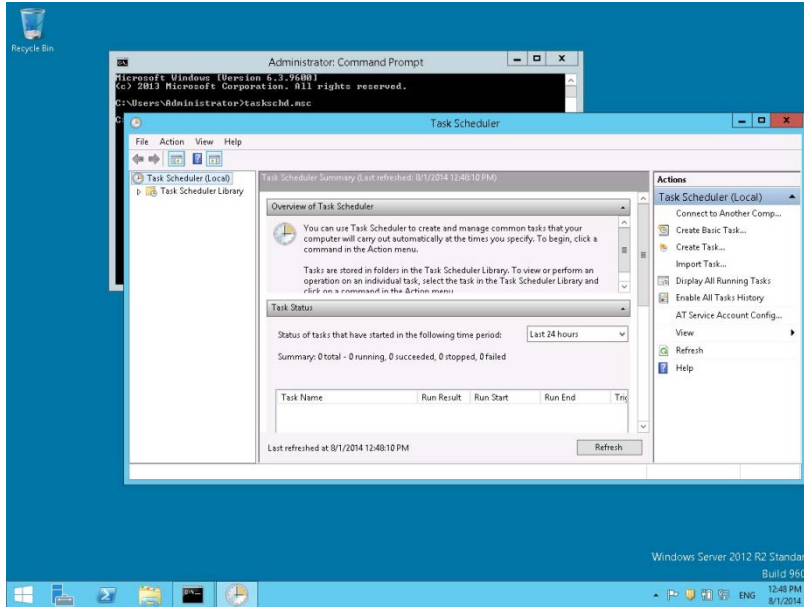 Recycle Bin
Administrator: Command Prompt
Microsoft Windows [Version 6.3.9600]
(c) 2013 Microsoft Corporation. All rights reserved.
C:\Users\Administrator>taskschd.msc
Task Scheduler
File Action View Help
Task Scheduler (Local)
Task Scheduler Library
Task Scheduler Summary (Last refreshed: 8/1/2014 12:48:10 PM)
Overview of Task Scheduler
You can use Task Scheduler to create and manage common tasks that your
computer will carry out automatically at the times you specify. To begin, click a
command in the Action menu.
Tasks are stored in folders in the Task Scheduler Library. To view or perform an
operation on an individual task, select the task in the Task Scheduler Library and
click on a command in the Action menu
Task Status
Status of tasks that have started in the following time period:
Last 24 hours
Summary: 0 total - 0 running, 0 succeeded, 0 stopped, 0 failed
Task Name Run Result Run Start Run End Trig
Last refreshed at 8/1/2014 12:48:10 PM
Refresh
Actions
Task Scheduler (Local)
Connect to Another Comp...
Create Basic Task...
Create Task...
Import Task...
Display All Running Tasks
Enable All Tasks History
AT Service Account Config...
View
Refresh
Help
Windows Server 2012 R2 Standar
Build 960
ENG
12:48 PM
8/1/2014